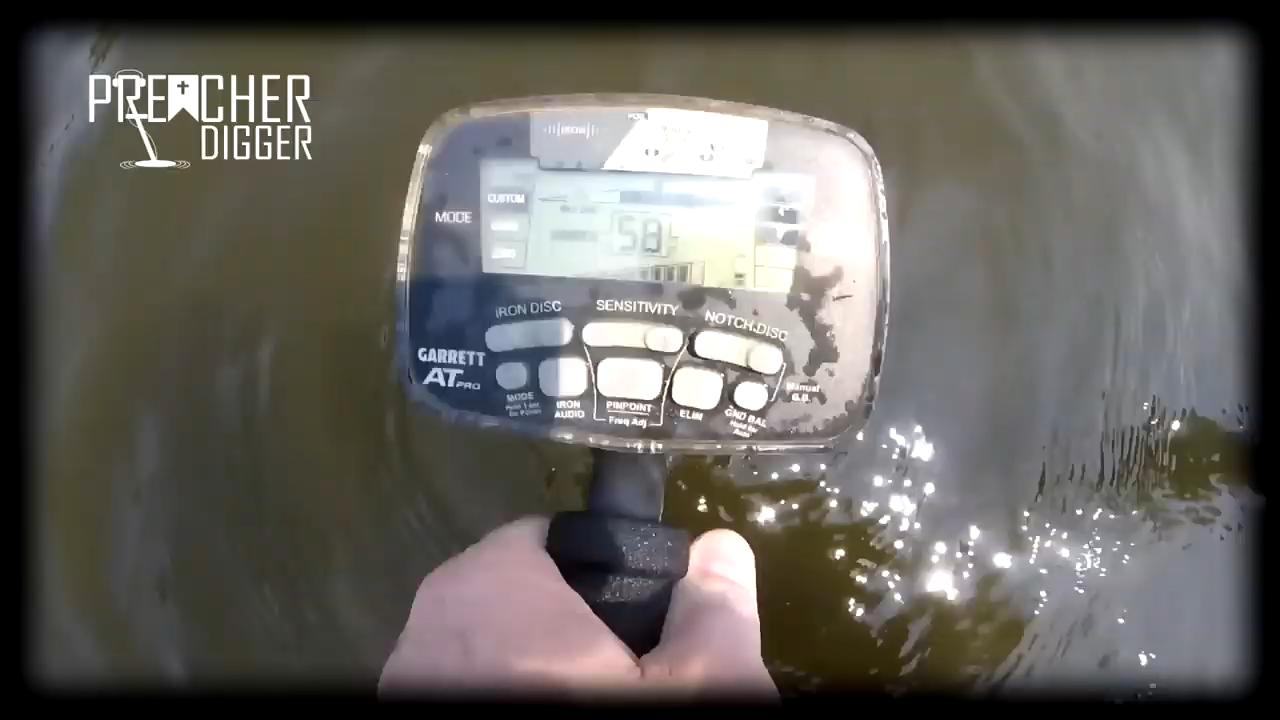 PREACHER
DIGGER
MODE
CUSTOM
ZERO
58
IRON DISC
SENSITIVITY
NOTCH DISC
GARRETT
AT PRO
MODE
IRON
AUDIO
PINPOINT
Freq Adj
ELIM
GND BAL
Manual
G.B.